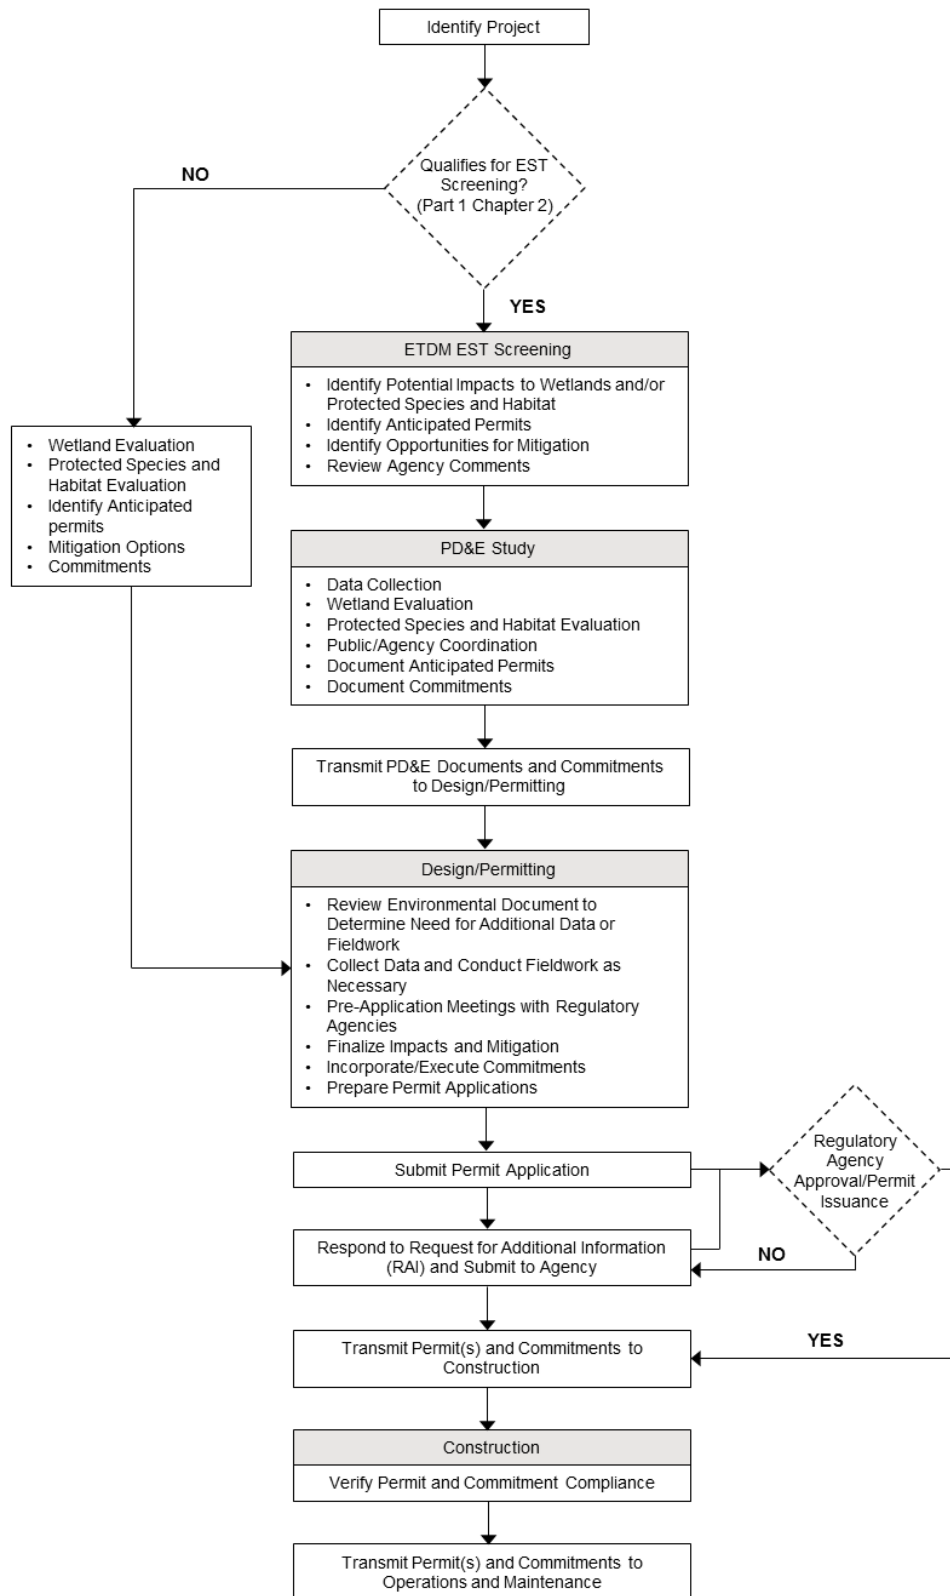 Identify Project
Qualifies for EST
Screening?
(Part 1 Chapter 2)
NO
YES
ETDM EST Screening
• Identify Potential Impacts to Wetlands and/or
Protected Species and Habitat
• Identify Anticipated Permits
• Identify Opportunities for Mitigation
• Review Agency Comments
• Wetland Evaluation
• Protected Species and
Habitat Evaluation
• Identify Anticipated
permits
• Mitigation Options
• Commitments
PD&E Study
• Data Collection
• Wetland Evaluation
• Protected Species and Habitat Evaluation
• Public/Agency Coordination
• Document Anticipated Permits
• Document Commitments
Transmit PD&E Documents and Commitments
to Design/Permitting
Design/Permitting
• Review Environmental Document to
Determine Need for Additional Data or
Fieldwork
• Collect Data and Conduct Fieldwork as
Necessary
• Pre-Application Meetings with Regulatory
Agencies
• Finalize Impacts and Mitigation
• Incorporate/Execute Commitments
• Prepare Permit Applications
Submit Permit Application
Regulatory
Agency
Approval/Permit
Issuance
Respond to Request for Additional Information
(RAI) and Submit to Agency
NO
Transmit Permit(s) and Commitments to
Construction
YES
Construction
Verify Permit and Commitment Compliance
Transmit Permit(s) and Commitments to
Operations and Maintenance